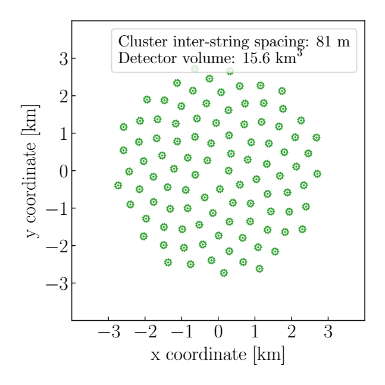 Cluster inter-string spacing: 81 m
Detector volume: 15.6 km³
3
2
1
0
−1
−2
−3
y coordinate [km]
−3 −2 −1 0 1 2 3
x coordinate [km]